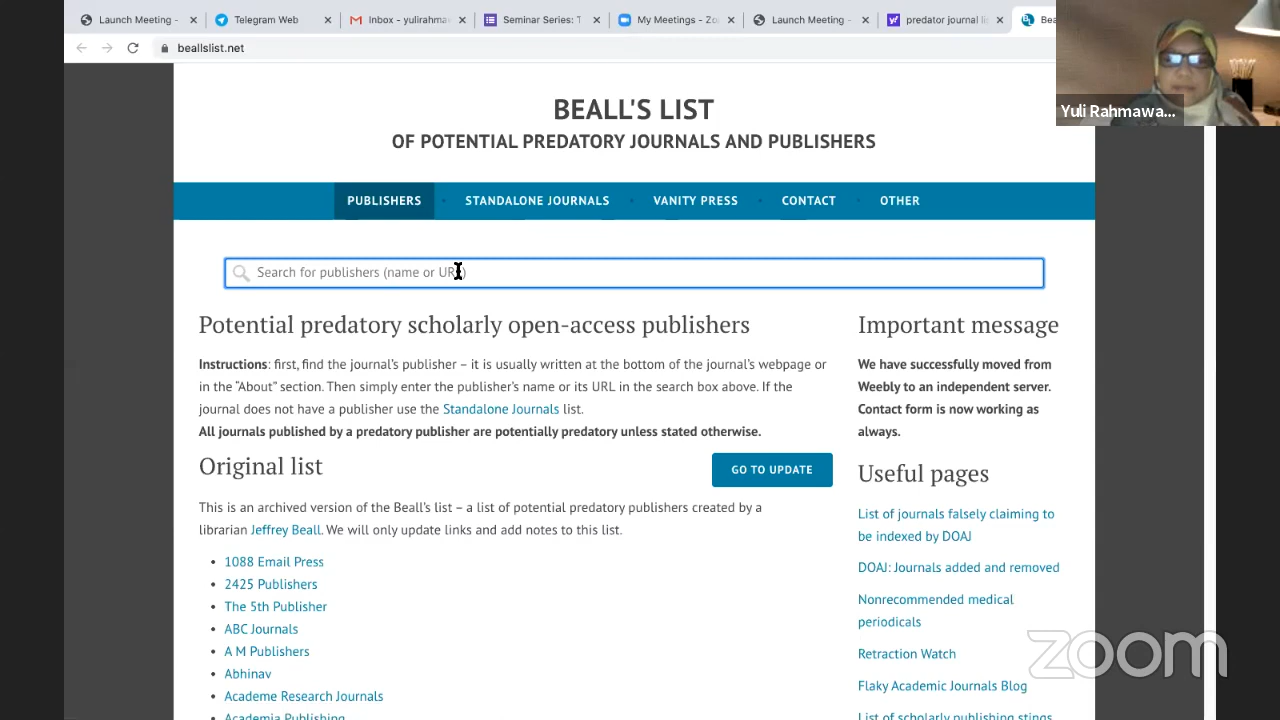 Launch Meeting -
Telegram Web
Inbox - yulirahma
Seminar Series: T
My Meetings - Zo
Launch Meeting -
predator journal li
Bea
beallslist.net
Yuli Rahmawa...
BEALL'S LIST
OF POTENTIAL PREDATORY JOURNALS AND PUBLISHERS
PUBLISHERS
STANDALONE JOURNALS
VANITY PRESS
CONTACT
OTHER
Search for publishers (name or URL)
Potential predatory scholarly open-access publishers
Instructions: first, find the journal's publisher – it is usually written at the bottom of the journal's webpage or
in the “About” section. Then simply enter the publisher's name or its URL in the search box above. If the
journal does not have a publisher use the Standalone Journals list.
All journals published by a predatory publisher are potentially predatory unless stated otherwise.
Original list
GO TO UPDATE
This is an archived version of the Beall's list – a list of potential predatory publishers created by a
librarian Jeffrey Beall. We will only update links and add notes to this list.
• 1088 Email Press
• 2425 Publishers
• The 5th Publisher
• ABC Journals
• A M Publishers
• Abhinav
• Academe Research Journals
Academia Publishing
Important message
We have successfully moved from
Weebly to an independent server.
Contact form is now working as
always.
Useful pages
List of journals falsely claiming to
be indexed by DOAJ
DOAJ: Journals added and removed
Nonrecommended medical
periodicals
Retraction Watch
Flaky Academic Journals Blog
List of scholarly publishing stings
zoom